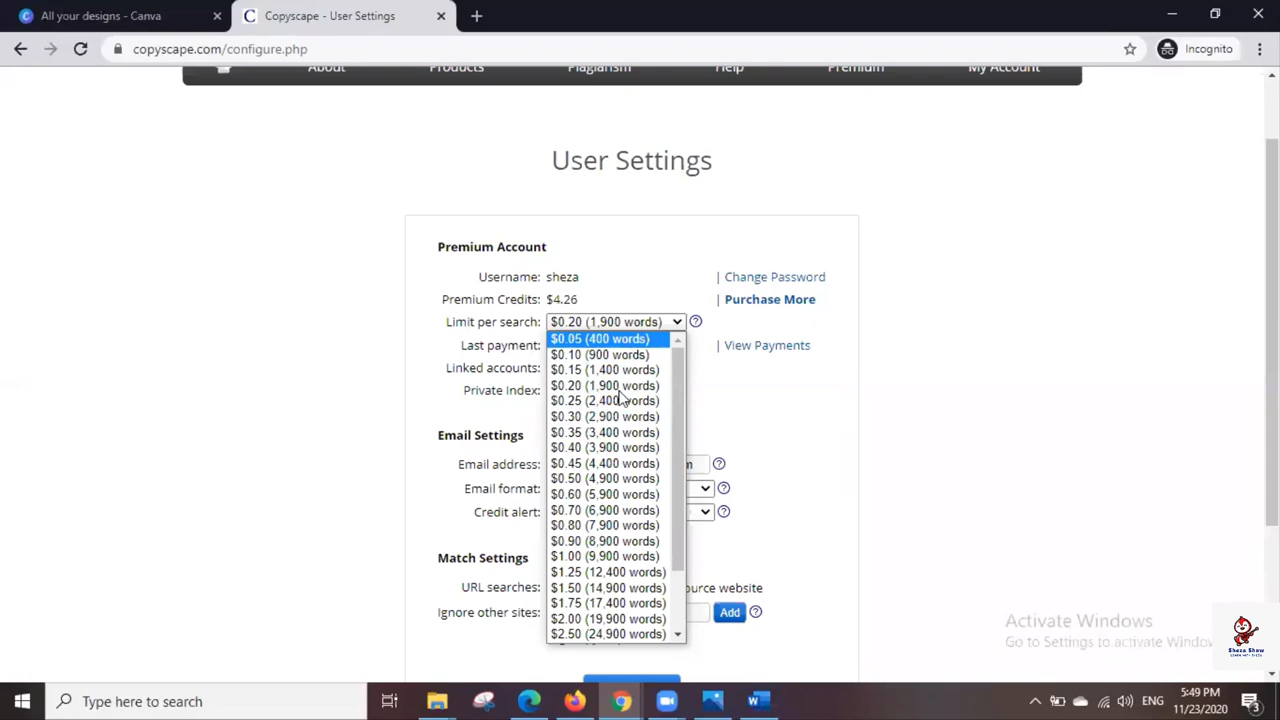 All your designs - Canva
Copyscape - User Settings
copyscape.com/configure.php
Incognito
About Products Plagiarism Help Premium My Account
User Settings
Premium Account
Username: sheza | Change Password
Premium Credits: $4.26 | Purchase More
Limit per search: $0.20 (1,900 words)
$0.05 (400 words)
$0.10 (900 words)
Last payment: | View Payments
$0.15 (1,400 words)
Linked accounts:
$0.20 (1,900 words)
Private Index:
$0.25 (2,400 words)
$0.30 (2,900 words)
$0.35 (3,400 words)
Email Settings
$0.40 (3,900 words)
Email address: $0.45 (4,400 words) m
$0.50 (4,900 words)
Email format:
$0.60 (5,900 words)
Credit alert: $0.70 (6,900 words)
$0.80 (7,900 words)
$0.90 (8,900 words)
Match Settings $1.00 (9,900 words)
$1.25 (12,400 words)
URL searches: $1.50 (14,900 words) ource website
$1.75 (17,400 words)
Ignore other sites: Add
$2.00 (19,900 words)
$2.50 (24,900 words)
Activate Windows
Go to Settings to activate Window
Sheza Show
Type here to search
ENG
5:49 PM
11/23/2020
3